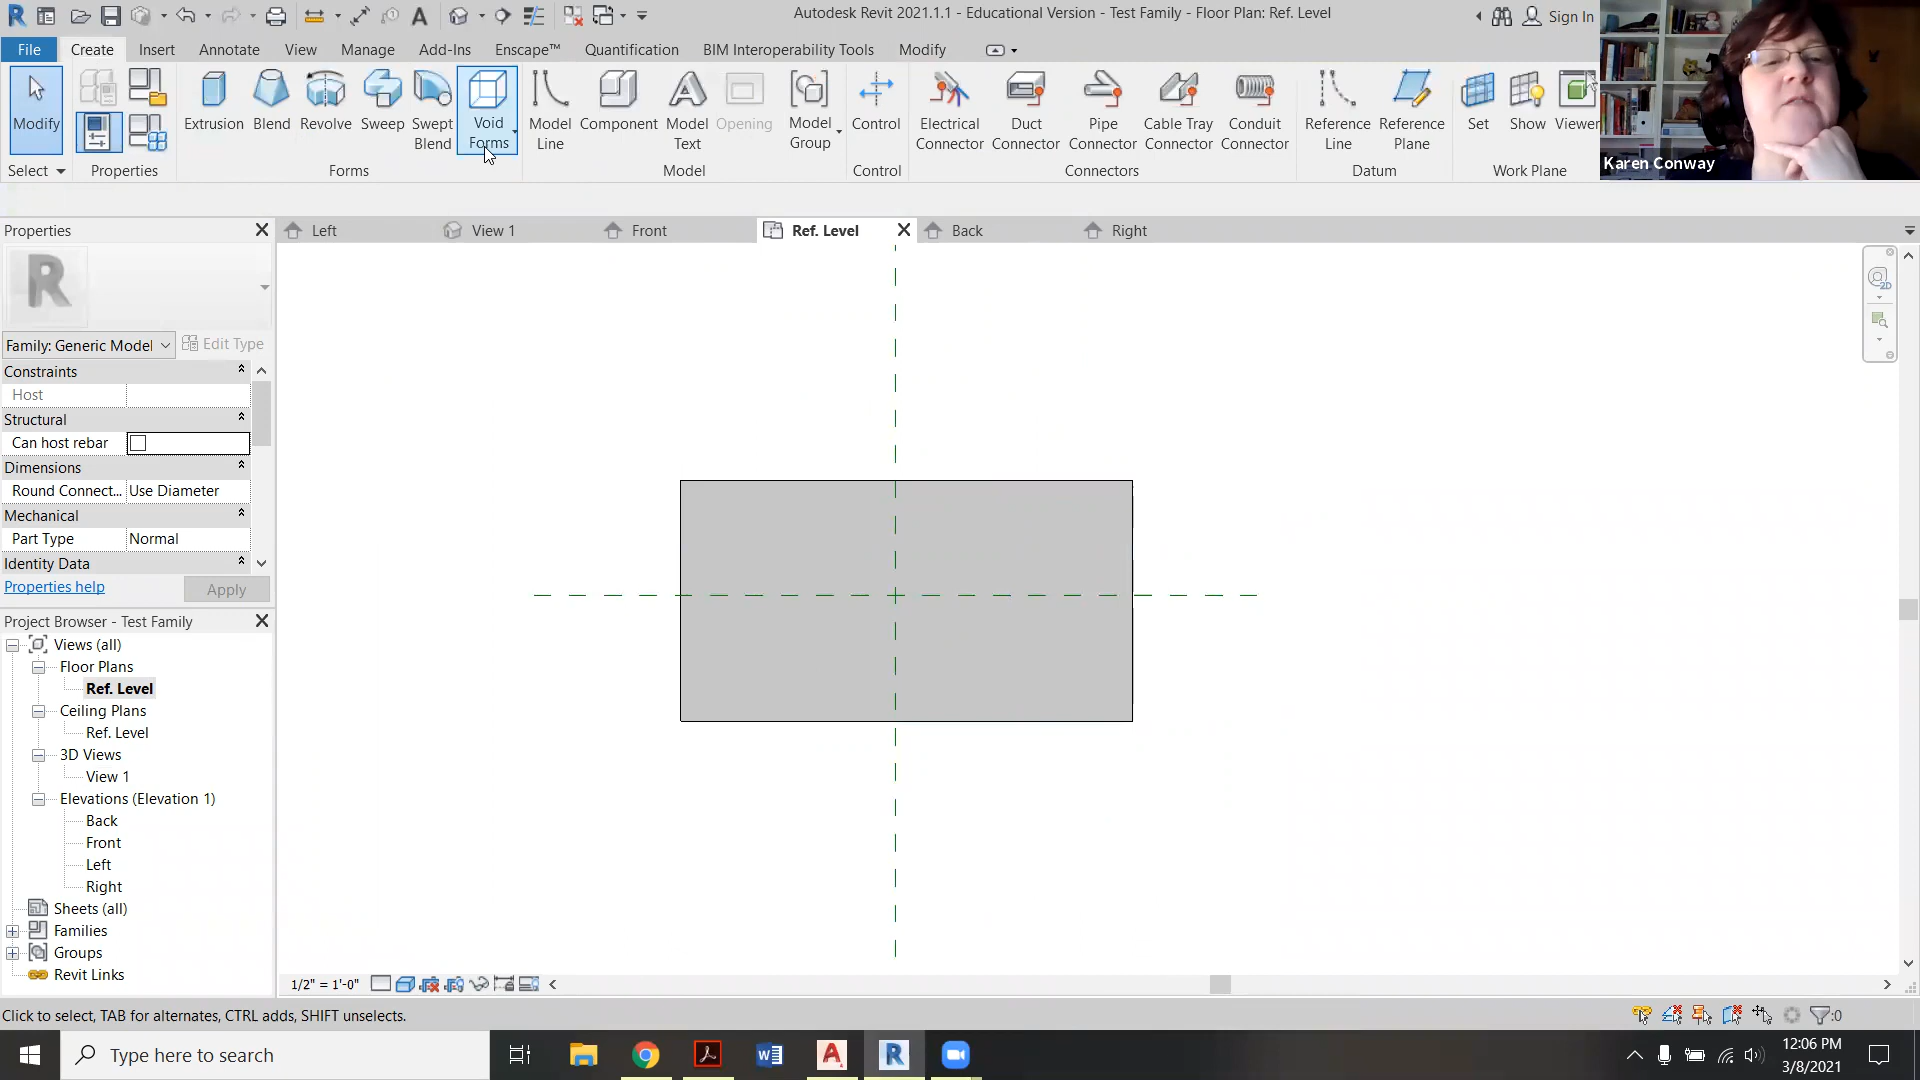 Autodesk Revit 2021.1.1 - Educational Version - Test Family - Floor Plan: Ref. Level
Sign In
File Create Insert Annotate View Manage Add-Ins Enscape™ Quantification BIM Interoperability Tools Modify
Modify
Extrusion Blend Revolve Sweep Swept Blend Void Forms
Model Line Component Model Text Opening Model Group
Control
Electrical Connector Duct Connector Pipe Connector Cable Tray Connector Conduit Connector
Reference Line Reference Plane
Set Show Viewer
Karen Conway
Select Properties Forms Model Control Connectors Datum Work Plane
Properties
Left View 1 Front Ref. Level Back Right
R
2D
Family: Generic Model Edit Type
Constraints
Host
Structural
Can host rebar
Dimensions
Round Connect... Use Diameter
Mechanical
Part Type Normal
Identity Data
Properties help Apply
Project Browser - Test Family
Views (all)
Floor Plans
Ref. Level
Ceiling Plans
Ref. Level
3D Views
View 1
Elevations (Elevation 1)
Back
Front
Left
Right
Sheets (all)
Families
Groups
Revit Links
1/2" = 1'-0"
Click to select, TAB for alternates, CTRL adds, SHIFT unselects.
:0
Type here to search
12:06 PM
3/8/2021